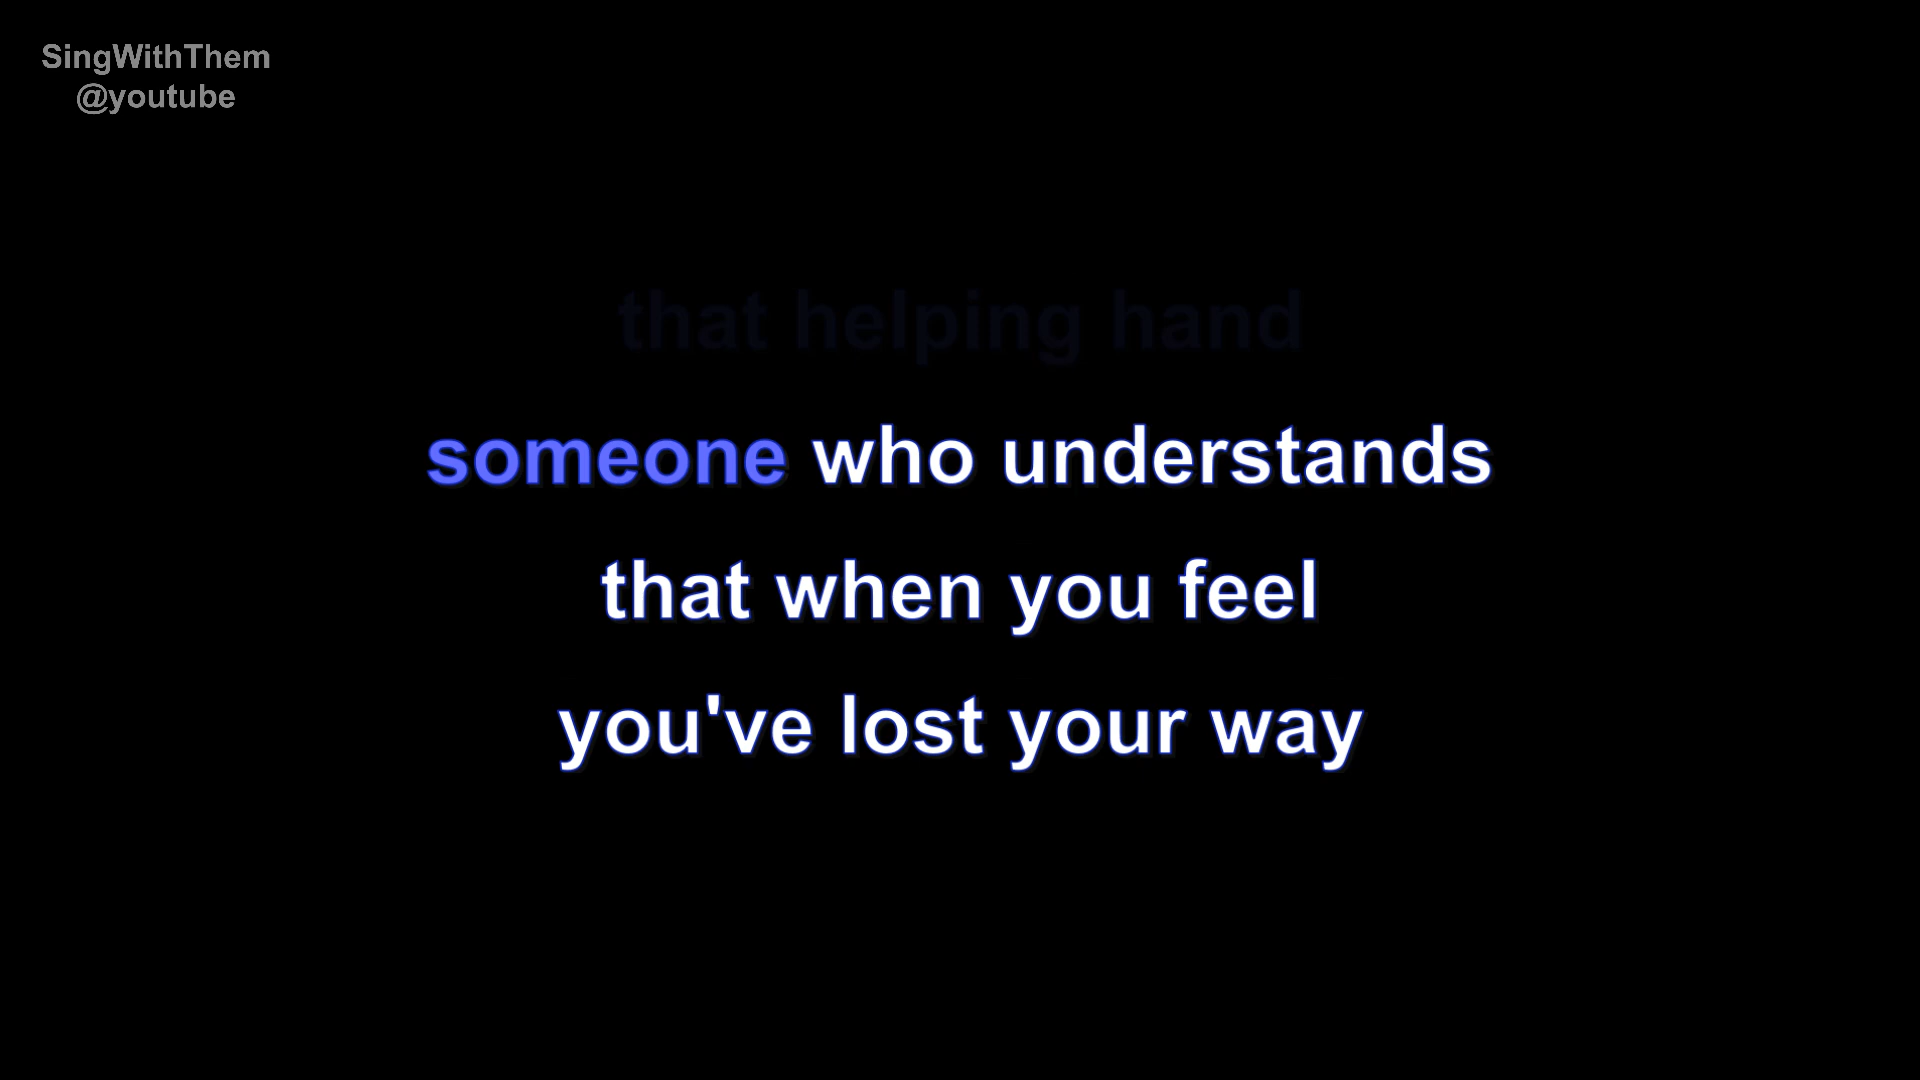 SingWithThem
@youtube
that helping hand
someone who understands
that when you feel
you've lost your way